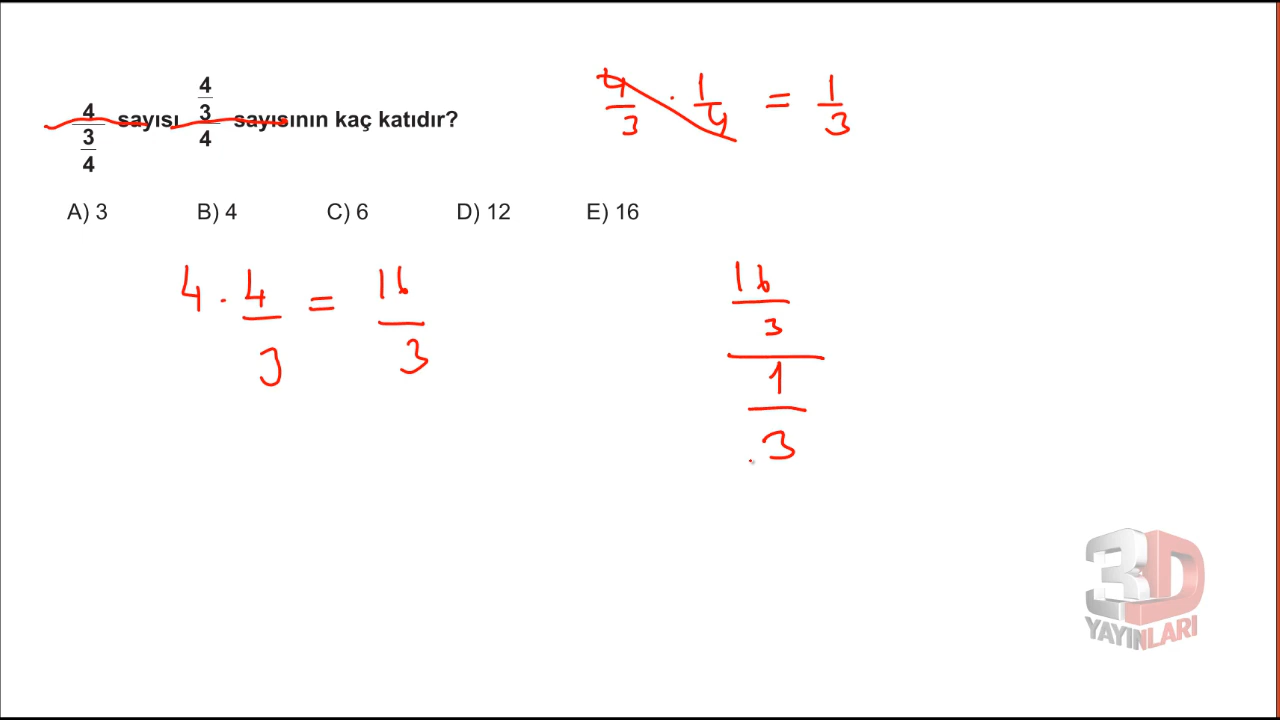 4/(3/4) sayısı (4/3)/4 sayısının kaç katıdır?
A) 3 B) 4 C) 6 D) 12 E) 16
4/3 · 1/4 = 1/3
4 · 4/3 = 16/3
(16/3)/(1/3)
3D
YAYINLARI